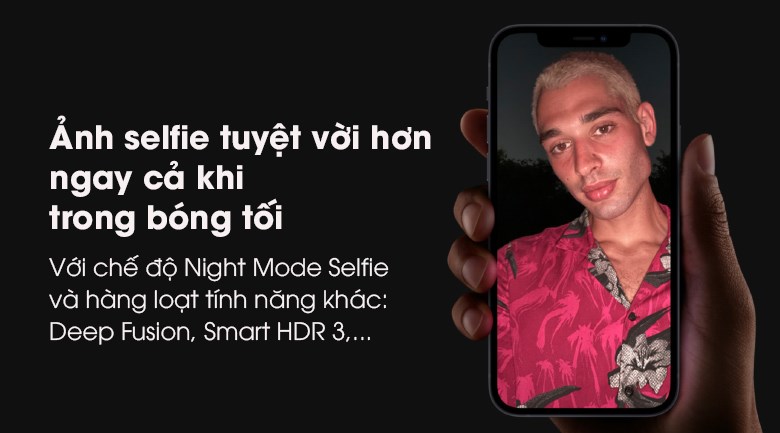 Ảnh selfie tuyệt vời hơn
ngay cả khi
trong bóng tối
Với chế độ Night Mode Selfie
và hàng loạt tính năng khác:
Deep Fusion, Smart HDR 3,...